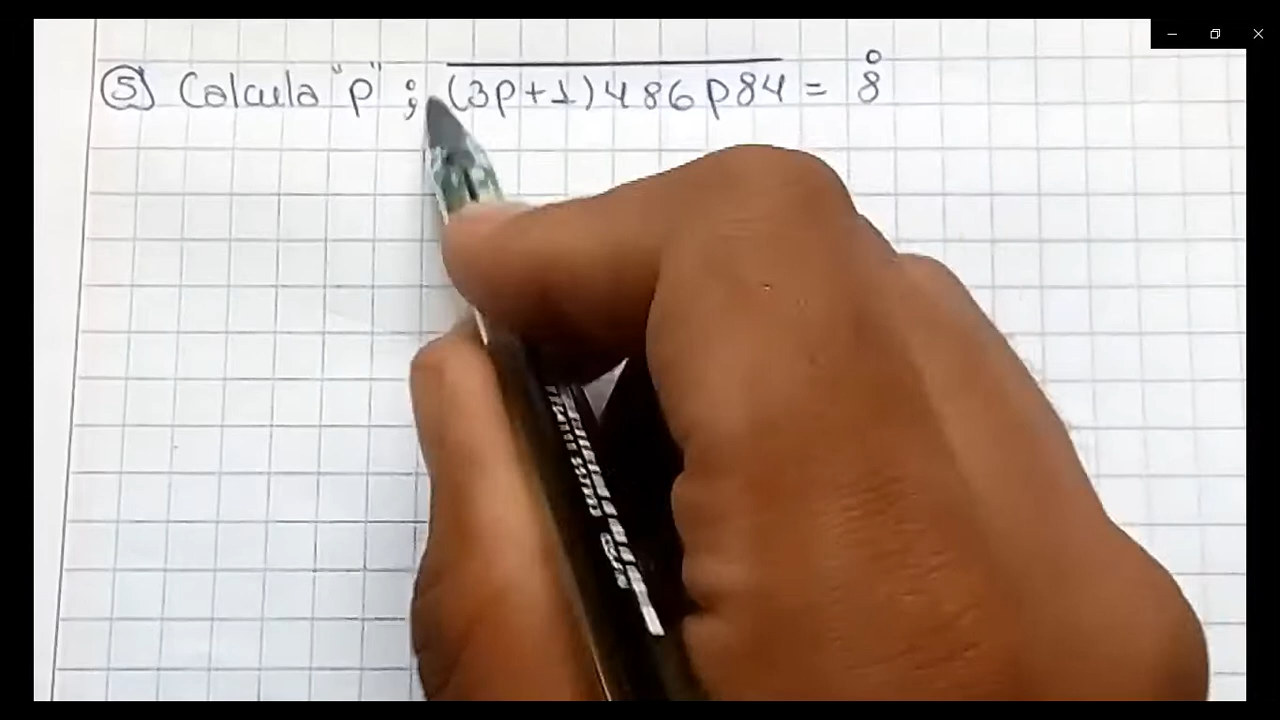 5) Calcula "p" ; (3p+1)486p84 = 8̊